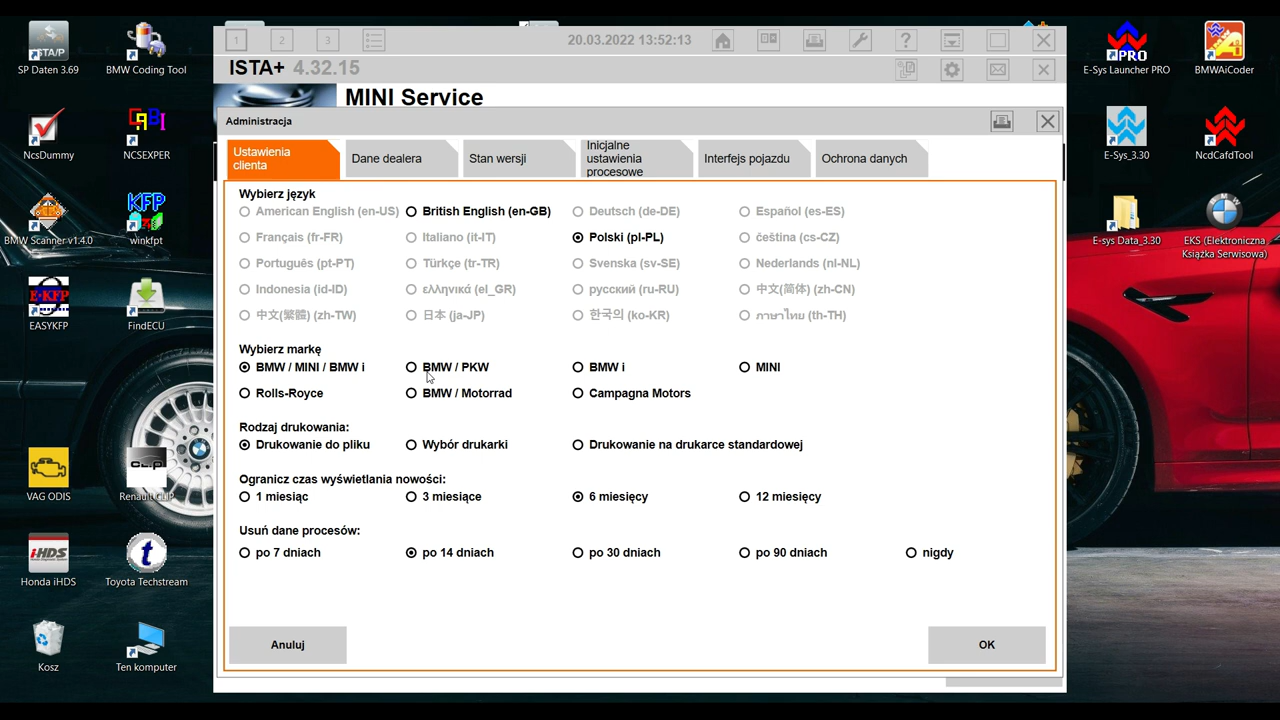 1 2 3 20.03.2022 13:52:13
ISTA+ 4.32.15
MINI Service
Administracja
Ustawienia klienta
Dane dealera
Stan wersji
Inicjalne ustawienia procesowe
Interfejs pojazdu
Ochrona danych
Wybierz język
American English (en-US) British English (en-GB) Deutsch (de-DE) Español (es-ES)
Français (fr-FR) Italiano (it-IT) Polski (pl-PL) čeština (cs-CZ)
Português (pt-PT) Türkçe (tr-TR) Svenska (sv-SE) Nederlands (nl-NL)
Indonesia (id-ID) ελληνικά (el_GR) русский (ru-RU) 中文(简体) (zh-CN)
中文(繁體) (zh-TW) 日本 (ja-JP) 한국의 (ko-KR) ภาษาไทย (th-TH)
Wybierz markę
BMW / MINI / BMW i BMW / PKW BMW i MINI
Rolls-Royce BMW / Motorrad Campagna Motors
Rodzaj drukowania:
Drukowanie do pliku Wybór drukarki Drukowanie na drukarce standardowej
Ogranicz czas wyświetlania nowości:
1 miesiąc 3 miesiące 6 miesięcy 12 miesięcy
Usuń dane procesów:
po 7 dniach po 14 dniach po 30 dniach po 90 dniach nigdy
Anuluj OK
STA/P
SP Daten 3.69
BMW Coding Tool
NcsDummy
NCSEXPER
BMW Scanner v1.4.0
KFP
winkfpt
E-KFP
EASYKFP
FindECU
VAG ODIS
CLIP
Renault CLIP
iHDS
Honda iHDS
Toyota Techstream
Kosz
Ten komputer
PRO
E-Sys Launcher PRO
BMWAiCoder
E-Sys_3.30
NcdCafdTool
E-sys Data_3.30
EKS (Elektroniczna
Książka Serwisowa)